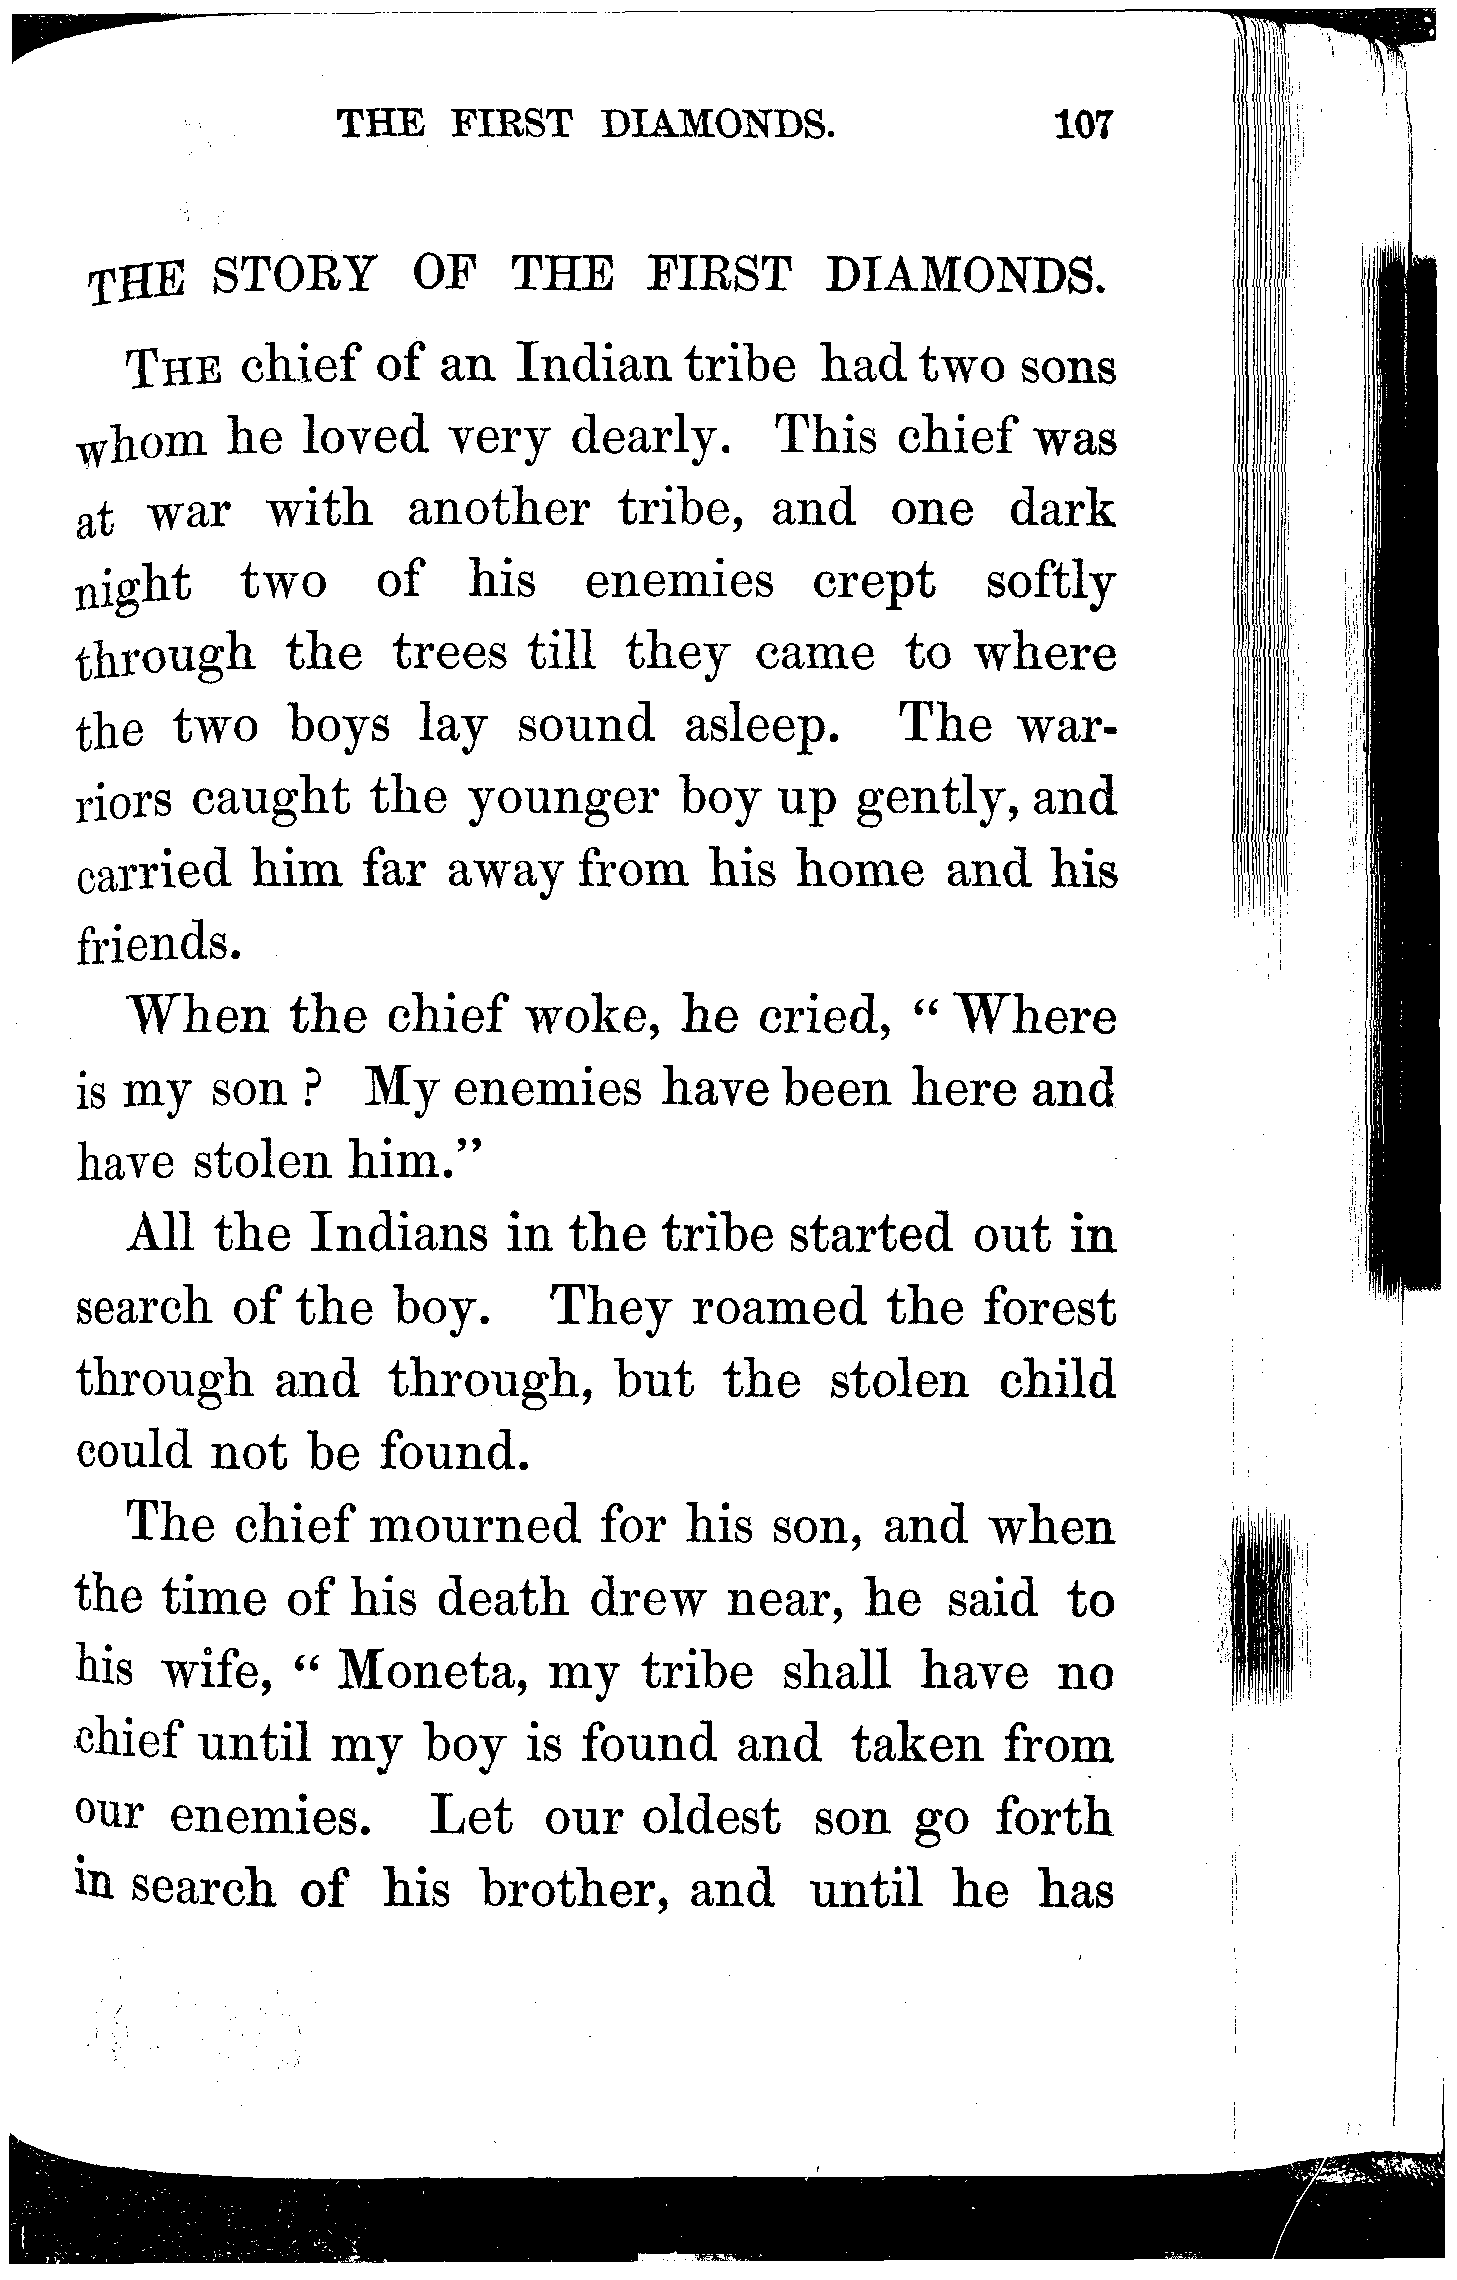 THE FIRST DIAMONDS. 107
THE STORY OF THE FIRST DIAMONDS.
THE chief of an Indian tribe had two sons
whom he loved very dearly. This chief was
at war with another tribe, and one dark
night two of his enemies crept softly
through the trees till they came to where
the two boys lay sound asleep. The war-
riors caught the younger boy up gently, and
carried him far away from his home and his
friends.
When the chief woke, he cried, “ Where
is my son ? My enemies have been here and
have stolen him.”
All the Indians in the tribe started out in
search of the boy. They roamed the forest
through and through, but the stolen child
could not be found.
The chief mourned for his son, and when
the time of his death drew near, he said to
his wife, “ Moneta, my tribe shall have no
chief until my boy is found and taken from
our enemies. Let our oldest son go forth
in search of his brother, and until he has